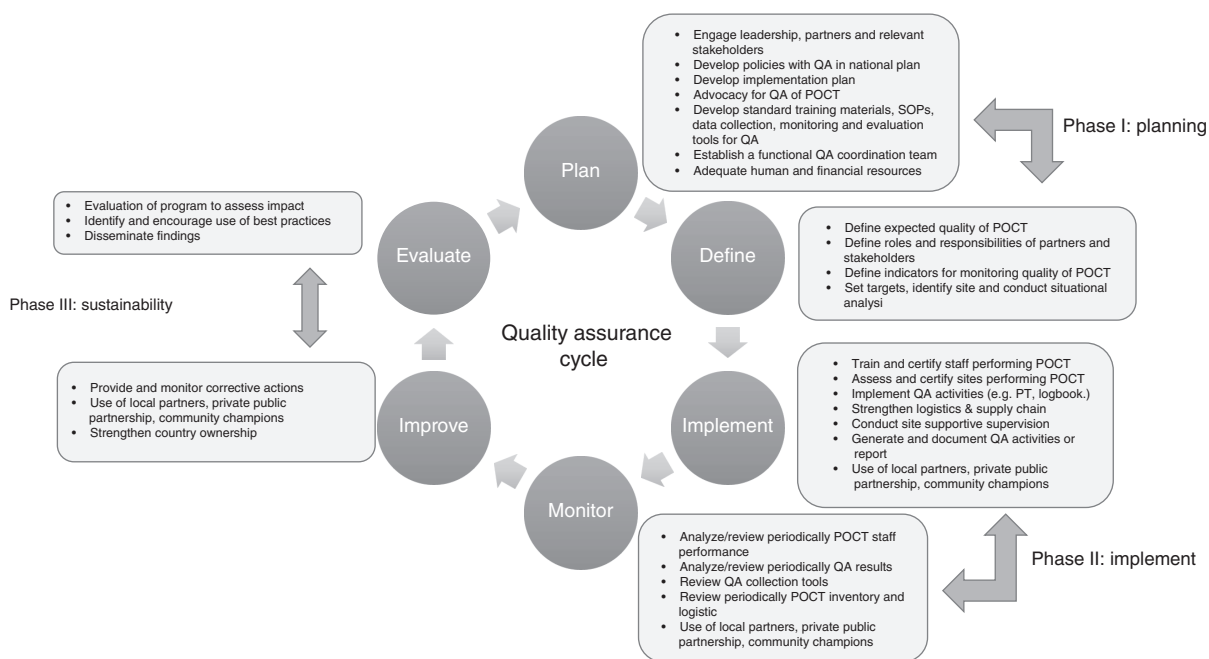 Plan
• Engage leadership, partners and relevant
stakeholders
• Develop policies with QA in national plan
• Develop implementation plan
• Advocacy for QA of POCT
• Develop standard training materials, SOPs,
data collection, monitoring and evaluation
tools for QA
• Establish a functional QA coordination team
• Adequate human and financial resources
Phase I: planning
Define
• Define expected quality of POCT
• Define roles and responsibilities of partners and
stakeholders
• Define indicators for monitoring quality of POCT
• Set targets, identify site and conduct situational
analysi
Implement
• Train and certify staff performing POCT
• Assess and certify sites performing POCT
• Implement QA activities (e.g. PT, logbook.)
• Strengthen logistics & supply chain
• Conduct site supportive supervision
• Generate and document QA activities or
report
• Use of local partners, private public
partnership, community champions
Phase II: implement
Monitor
• Analyze/review periodically POCT staff
performance
• Analyze/review periodically QA results
• Review QA collection tools
• Review periodically POCT inventory and
logistic
• Use of local partners, private public
partnership, community champions
Improve
• Provide and monitor corrective actions
• Use of local partners, private public
partnership, community champions
• Strengthen country ownership
Phase III: sustainability
Evaluate
• Evaluation of program to assess impact
• Identify and encourage use of best practices
• Disseminate findings
Quality assurance
cycle